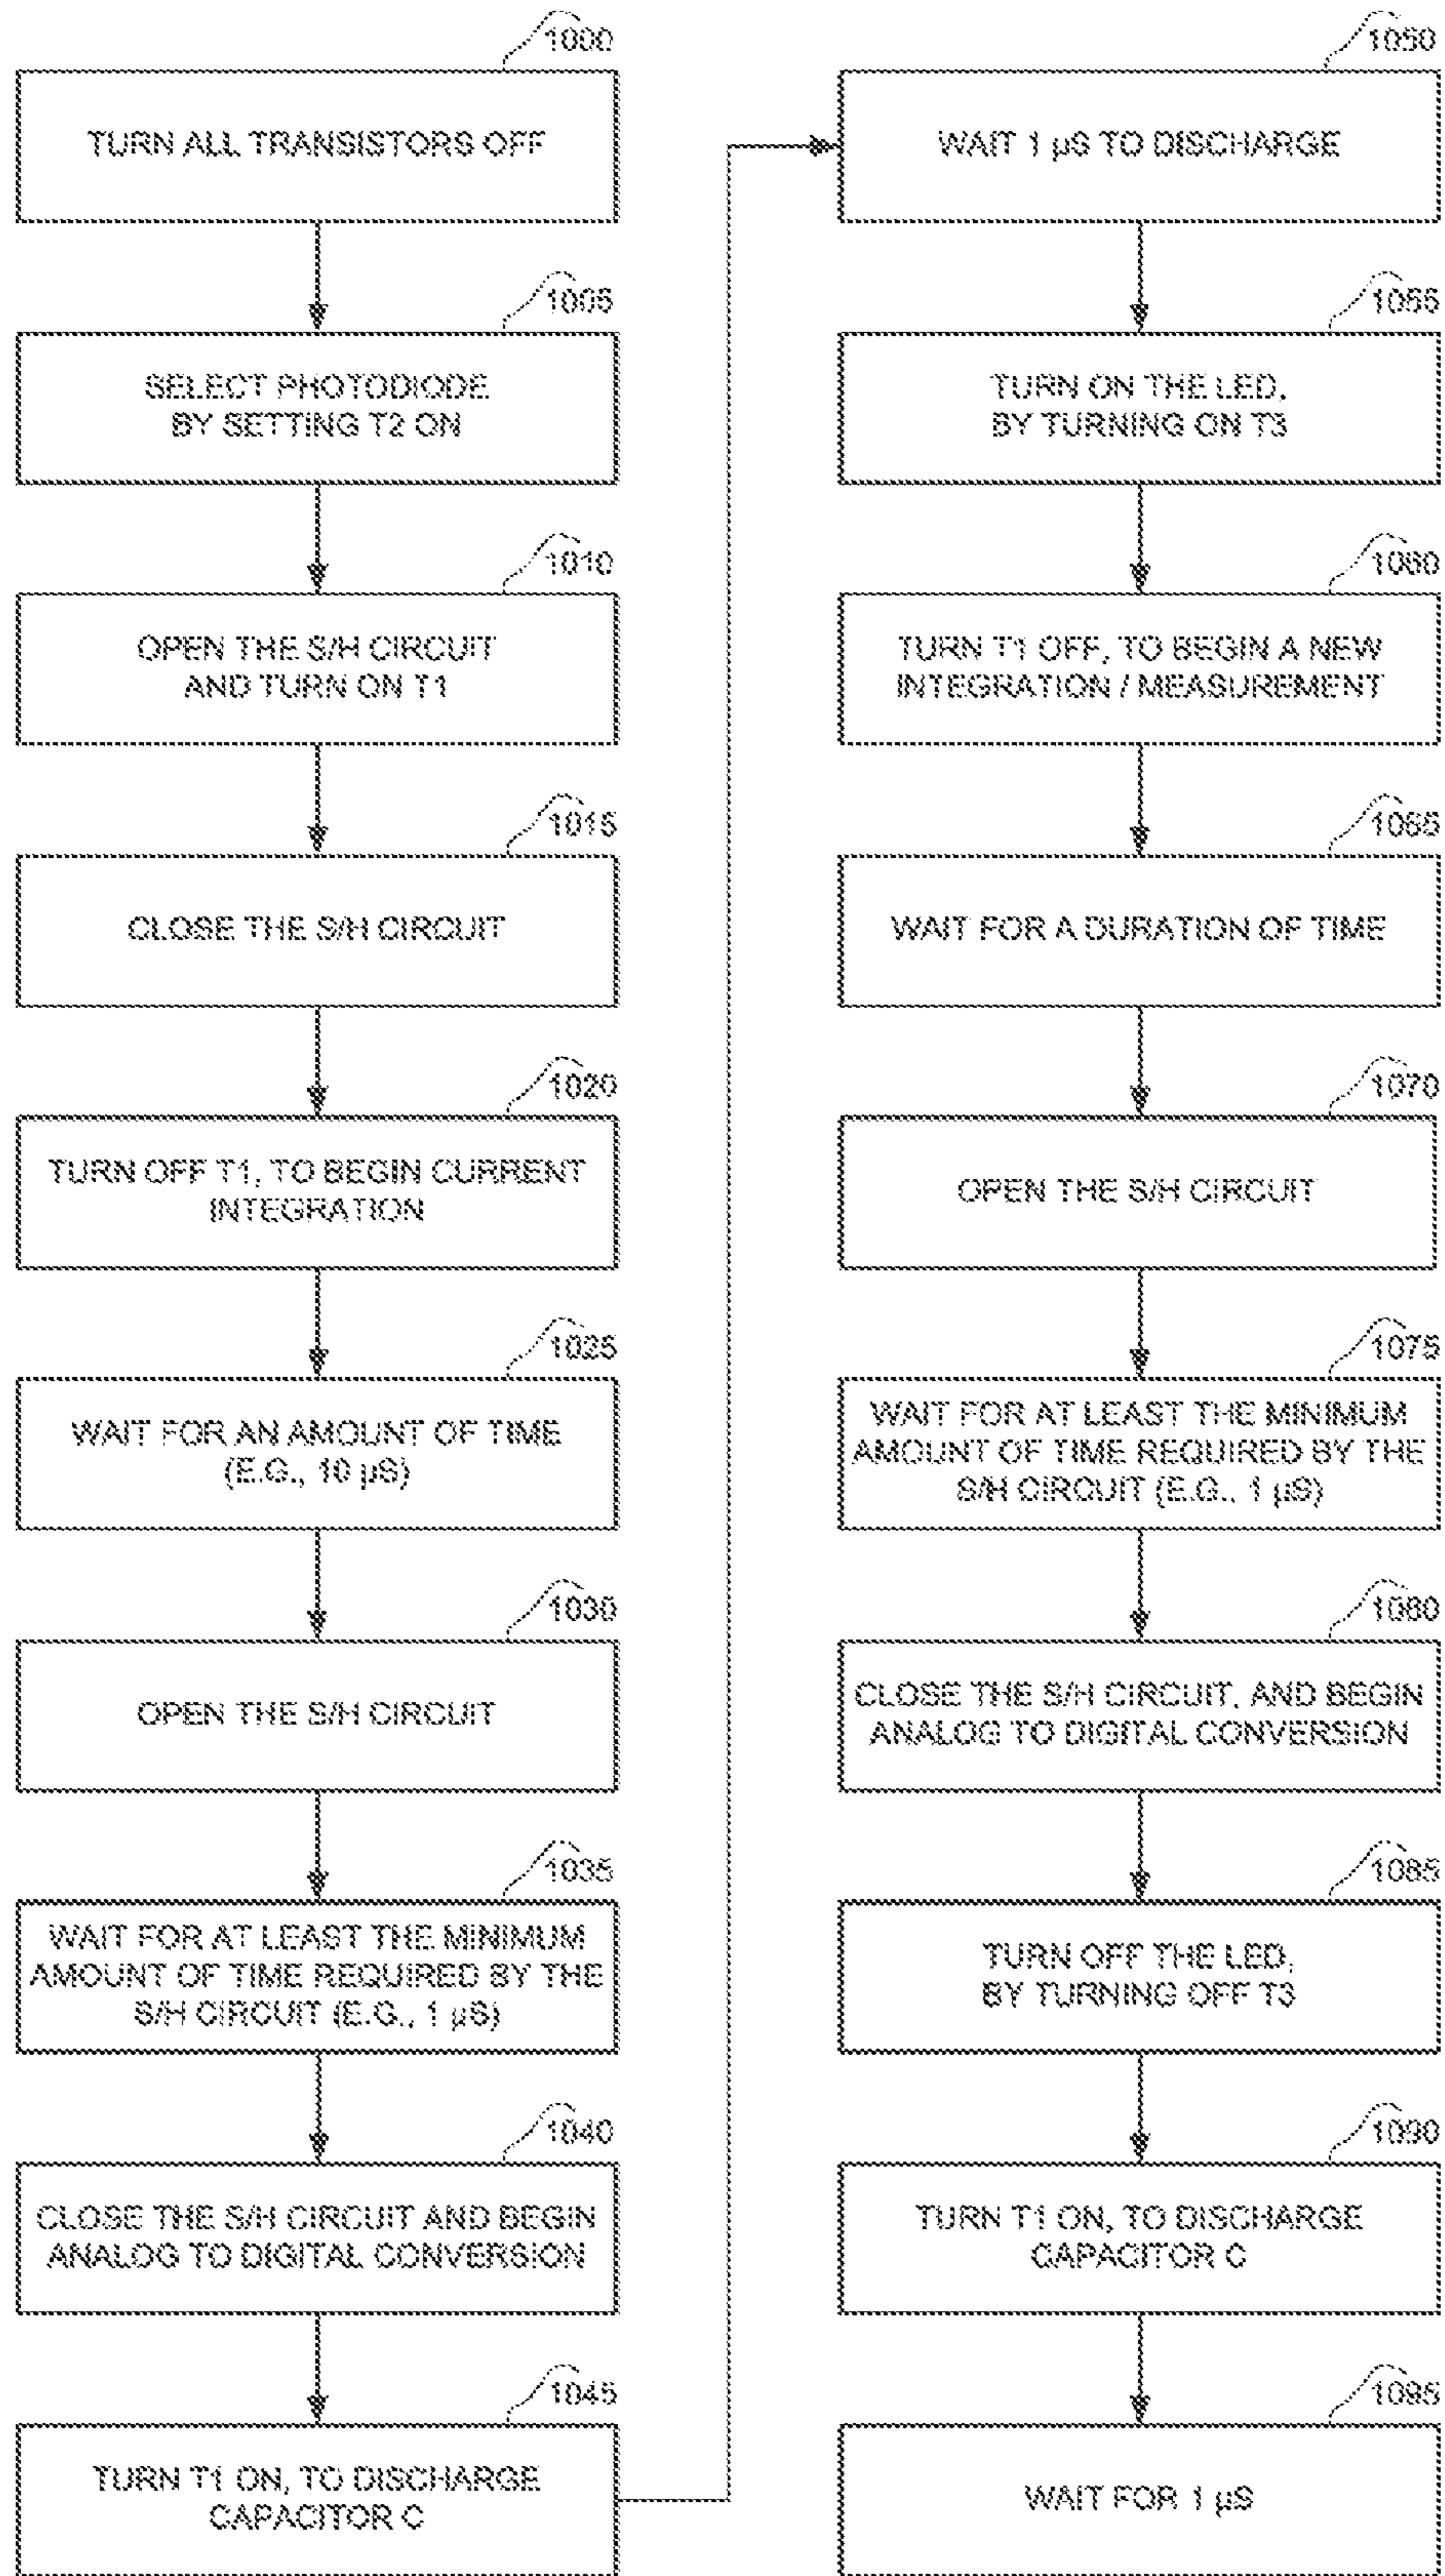 1000
TURN ALL TRANSISTORS OFF
1005
SELECT PHOTODIODE
BY SETTING T2 ON
1010
OPEN THE S/H CIRCUIT
AND TURN ON T1
1015
CLOSE THE S/H CIRCUIT
1020
TURN OFF T1, TO BEGIN CURRENT
INTEGRATION
1025
WAIT FOR AN AMOUNT OF TIME
(E.G., 10 µS)
1030
OPEN THE S/H CIRCUIT
1035
WAIT FOR AT LEAST THE MINIMUM
AMOUNT OF TIME REQUIRED BY THE
S/H CIRCUIT (E.G., 1 µS)
1040
CLOSE THE S/H CIRCUIT AND BEGIN
ANALOG TO DIGITAL CONVERSION
1045
TURN T1 ON, TO DISCHARGE
CAPACITOR C
1050
WAIT 1 µS TO DISCHARGE
1055
TURN ON THE LED,
BY TURNING ON T3
1060
TURN T1 OFF, TO BEGIN A NEW
INTEGRATION / MEASUREMENT
1065
WAIT FOR A DURATION OF TIME
1070
OPEN THE S/H CIRCUIT
1075
WAIT FOR AT LEAST THE MINIMUM
AMOUNT OF TIME REQUIRED BY THE
S/H CIRCUIT (E.G., 1 µS)
1080
CLOSE THE S/H CIRCUIT, AND BEGIN
ANALOG TO DIGITAL CONVERSION
1085
TURN OFF THE LED,
BY TURNING OFF T3
1090
TURN T1 ON, TO DISCHARGE
CAPACITOR C
1095
WAIT FOR 1 µS